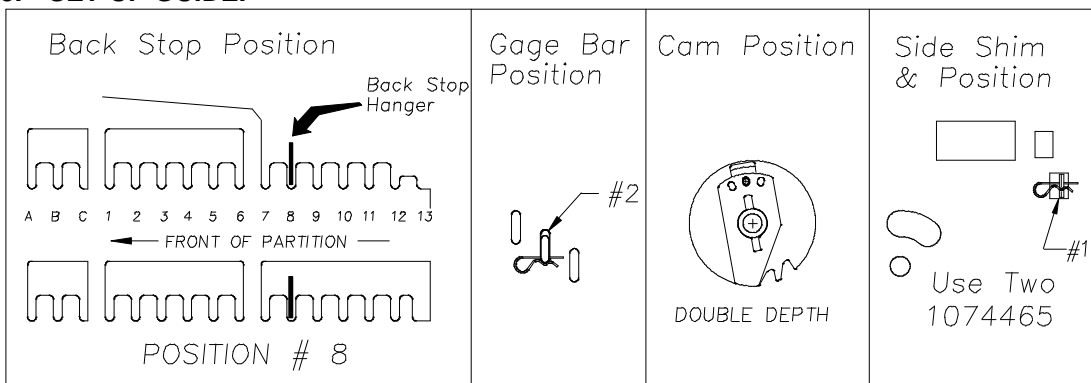 Back Stop Position
Back Stop
Hanger
A B C 1 2 3 4 5 6 7 8 9 10 11 12 13
FRONT OF PARTITION
POSITION # 8
Gage Bar
Position
#2
Cam Position
DOUBLE DEPTH
Side Shim
& Position
#1
Use Two
1074465